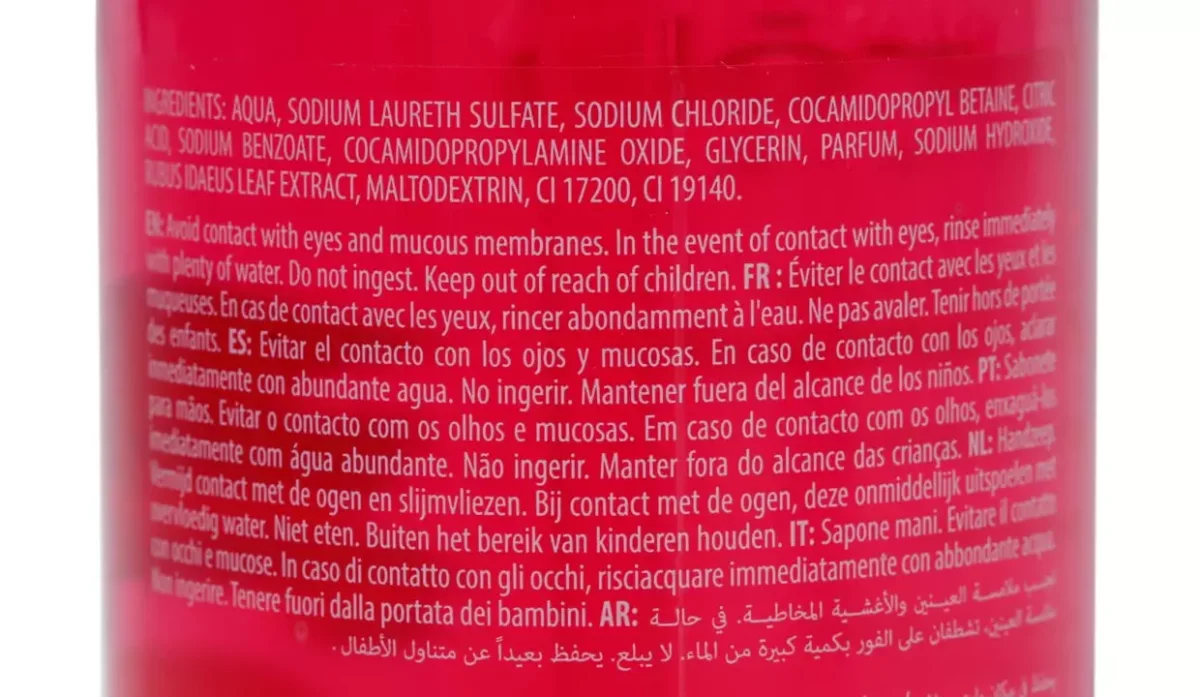 INGREDIENTS: AQUA, SODIUM LAURETH SULFATE, SODIUM CHLORIDE, COCAMIDOPROPYL BETAINE, CITRIC
ACID, SODIUM BENZOATE, COCAMIDOPROPYLAMINE OXIDE, GLYCERIN, PARFUM, SODIUM HYDROXIDE,
RUBUS IDAEUS LEAF EXTRACT, MALTODEXTRIN, CI 17200, CI 19140.
EN: Avoid contact with eyes and mucous membranes. In the event of contact with eyes, rinse immediately
with plenty of water. Do not ingest. Keep out of reach of children. FR : Éviter le contact avec les yeux et les
muqueuses. En cas de contact avec les yeux, rincer abondamment à l'eau. Ne pas avaler. Tenir hors de portée
des enfants. ES: Evitar el contacto con los ojos y mucosas. En caso de contacto con los ojos, aclarar
inmediatamente con abundante agua. No ingerir. Mantener fuera del alcance de los niños. PT: Sabonete
para mãos. Evitar o contacto com os olhos e mucosas. Em caso de contacto com os olhos, enxaguá-los
imediatamente com água abundante. Não ingerir. Manter fora do alcance das crianças. NL: Handzeep.
Vermijd contact met de ogen en slijmvliezen. Bij contact met de ogen, deze onmiddellijk uitspoelen met
overvloedig water. Niet eten. Buiten het bereik van kinderen houden. IT: Sapone mani. Evitare il contatto
con occhi e mucose. In caso di contatto con gli occhi, risciacquare immediatamente con abbondante acqua.
Non ingerire. Tenere fuori dalla portata dei bambini. AR: تجنب ملامسة العينين والأغشية المخاطية. في حالة
ملامسة العينين، تشطفان على الفور بكمية كبيرة من الماء. لا يبلع. يحفظ بعيداً عن متناول الأطفال.
يحفظ في مكان